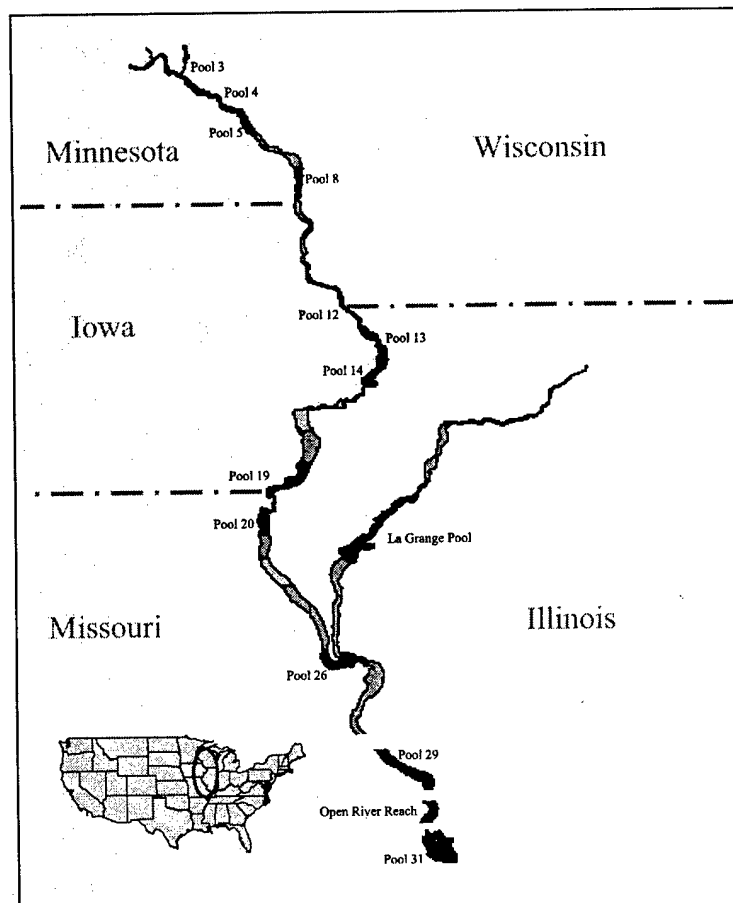 Pool 3
Pool 4
Pool 5
Minnesota
Wisconsin
Pool 8
Iowa
Pool 12
Pool 13
Pool 14
Pool 19
Pool 20
La Grange Pool
Missouri
Illinois
Pool 26
Pool 29
Open River Reach
Pool 31